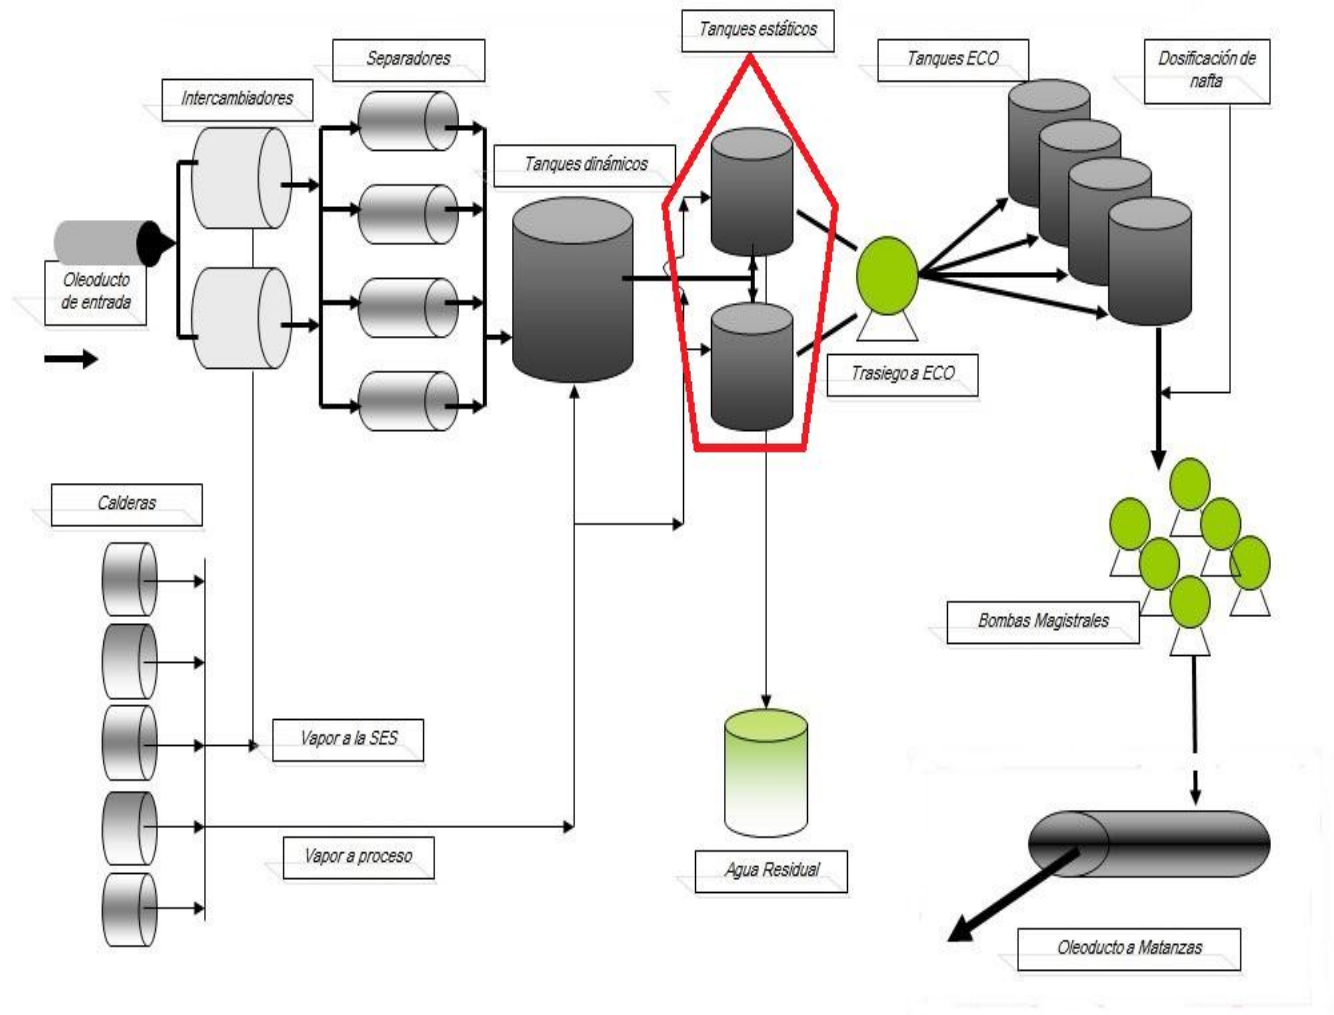 Tanques estáticos
Separadores
Tanques ECO
Dosificación de
nafta
Intercambiadores
Tanques dinámicos
Oleoducto
de entrada
Trasiego a ECO
Calderas
Bombas Magistrales
Vapor a la SES
Vapor a proceso
Agua Residual
Oleoducto a Matanzas